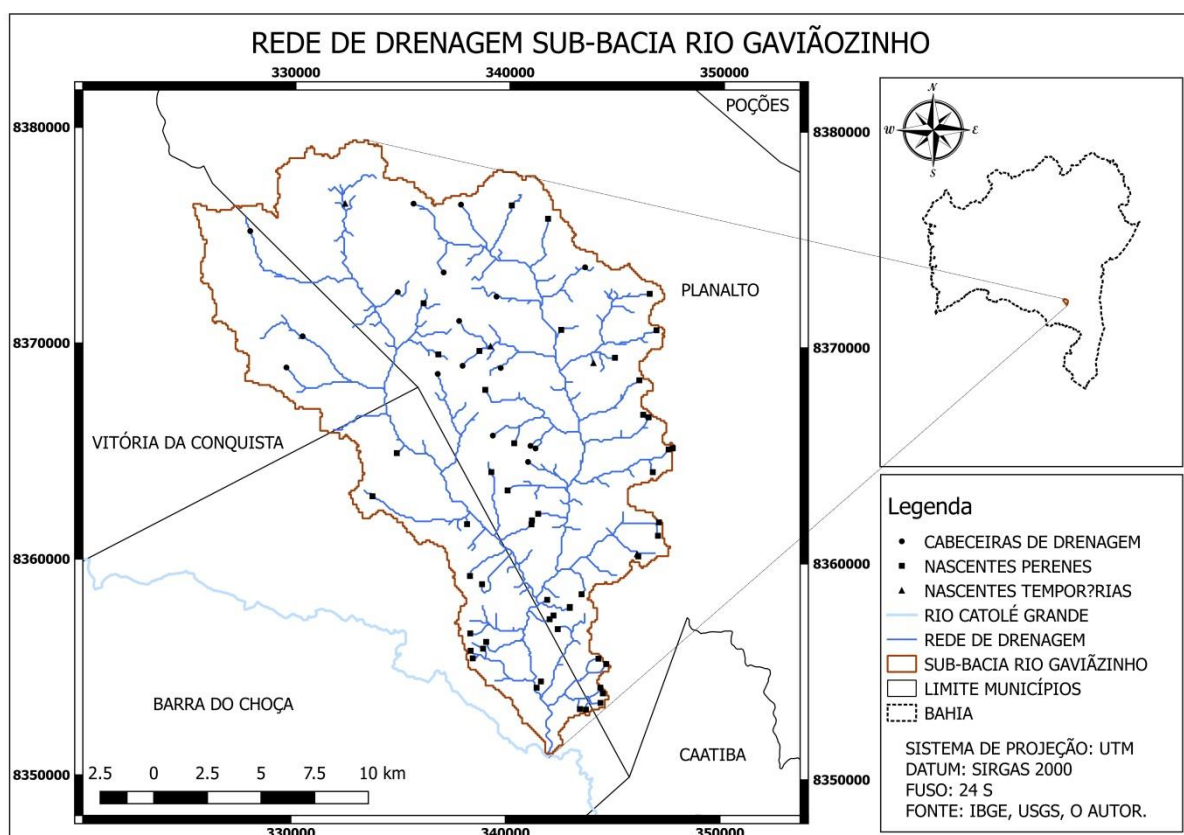 REDE DE DRENAGEM SUB-BACIA RIO GAVIÃOZINHO
330000 340000 350000
POÇÕES
8380000 8380000
PLANALTO
8370000 8370000
VITÓRIA DA CONQUISTA
8360000 8360000
BARRA DO CHOÇA
CAATIBA
8350000 8350000
2.5 0 2.5 5 7.5 10 km
330000 340000 350000
N
W E
S
Legenda
CABECEIRAS DE DRENAGEM
NASCENTES PERENES
NASCENTES TEMPOR?RIAS
RIO CATOLÉ GRANDE
REDE DE DRENAGEM
SUB-BACIA RIO GAVIÃZINHO
LIMITE MUNICÍPIOS
BAHIA
SISTEMA DE PROJEÇÃO: UTM
DATUM: SIRGAS 2000
FUSO: 24 S
FONTE: IBGE, USGS, O AUTOR.